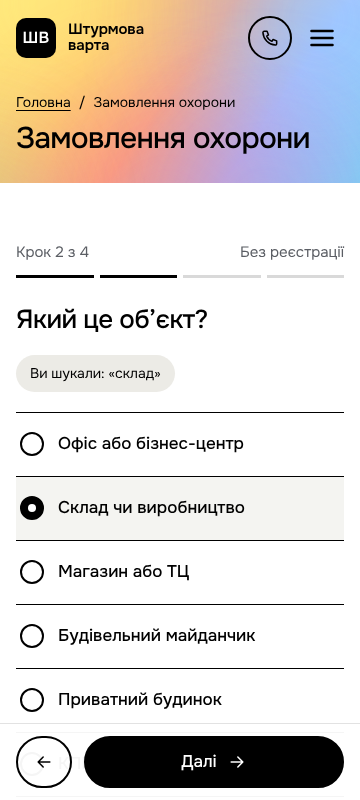 ШВ
Штурмова
варта
Головна / Замовлення охорони
Замовлення охорони
Крок 2 з 4
Без реєстрації
Який це об’єкт?
Ви шукали: «склад»
Офіс або бізнес-центр
Склад чи виробництво
Магазин або ТЦ
Будівельний майданчик
Приватний будинок
Далі